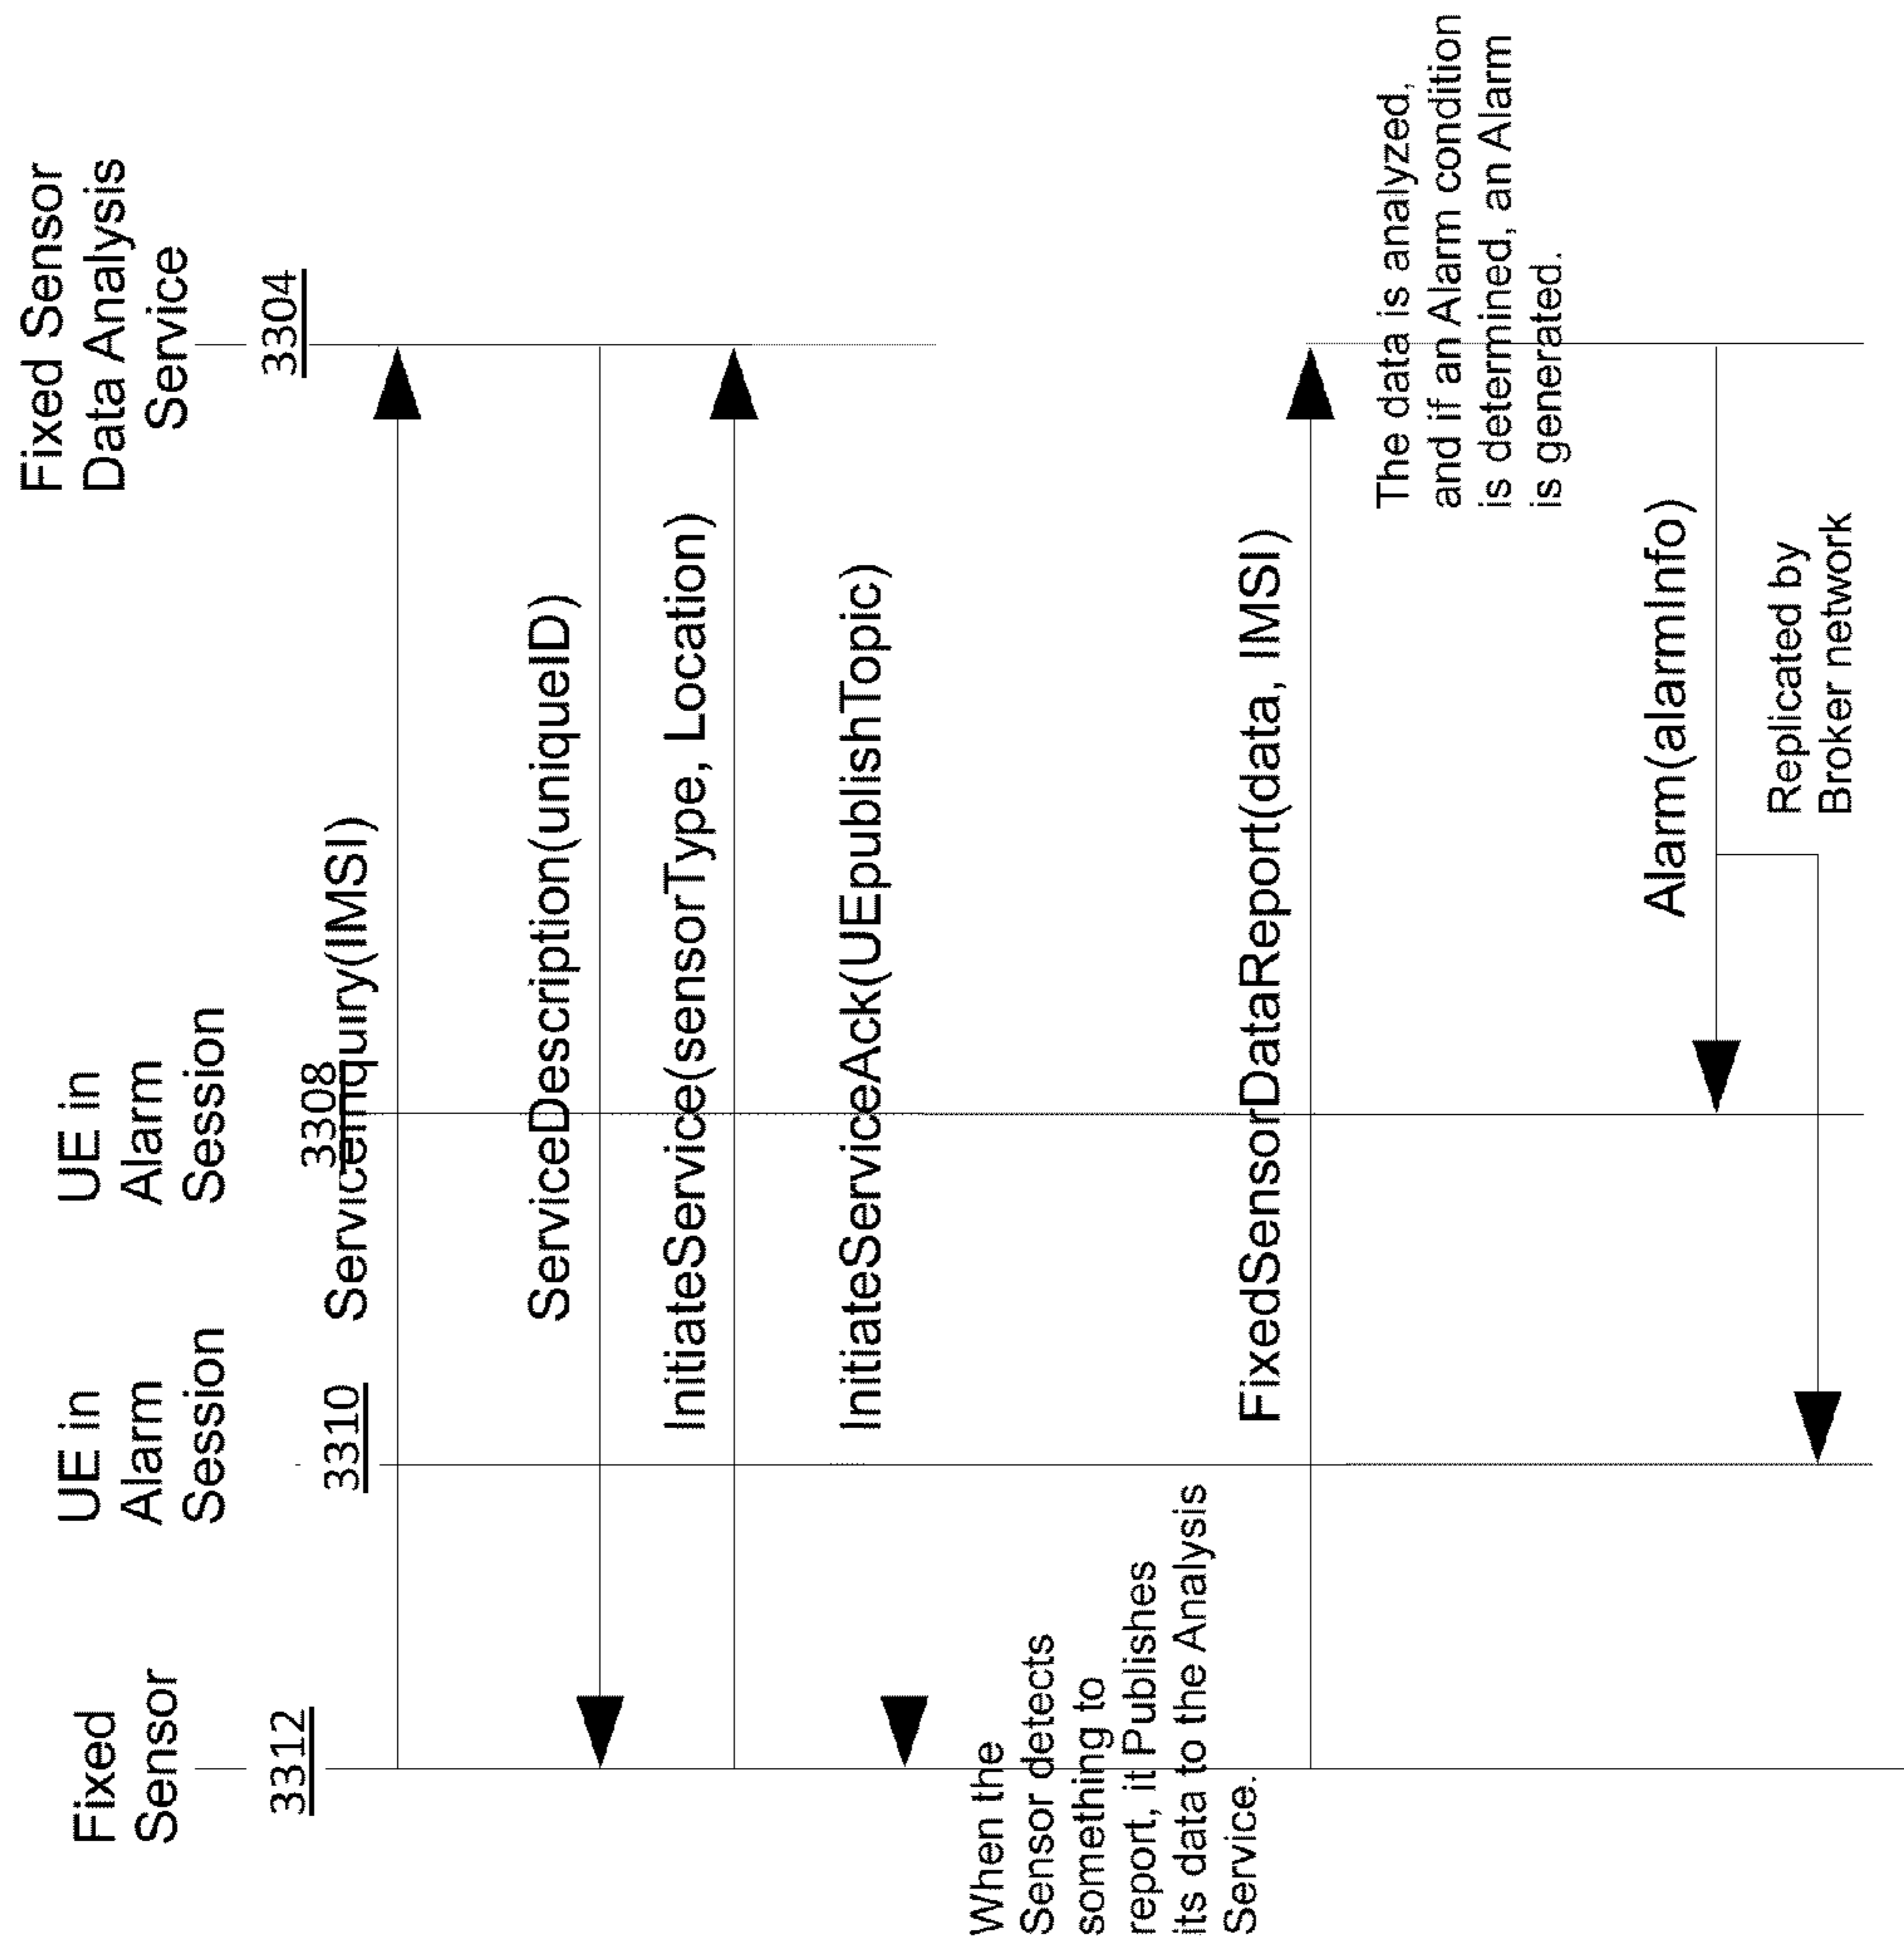 Fixed
Sensor
3312
UE in
Alarm
Session
3310
UE in
Alarm
Session
3308
Fixed Sensor
Data Analysis
Service
3304
ServiceInquiry(IMSI)
ServiceDescription(uniqueID)
InitiateService(sensorType, Location)
InitiateServiceAck(UEpublishTopic)
When the
Sensor detects
something to
report, it Publishes
its data to the Analysis
Service.
FixedSensorDataReport(data, IMSI)
The data is analyzed,
and if an Alarm condition
is determined, an Alarm
is generated.
Alarm(alarmInfo)
Replicated by
Broker network